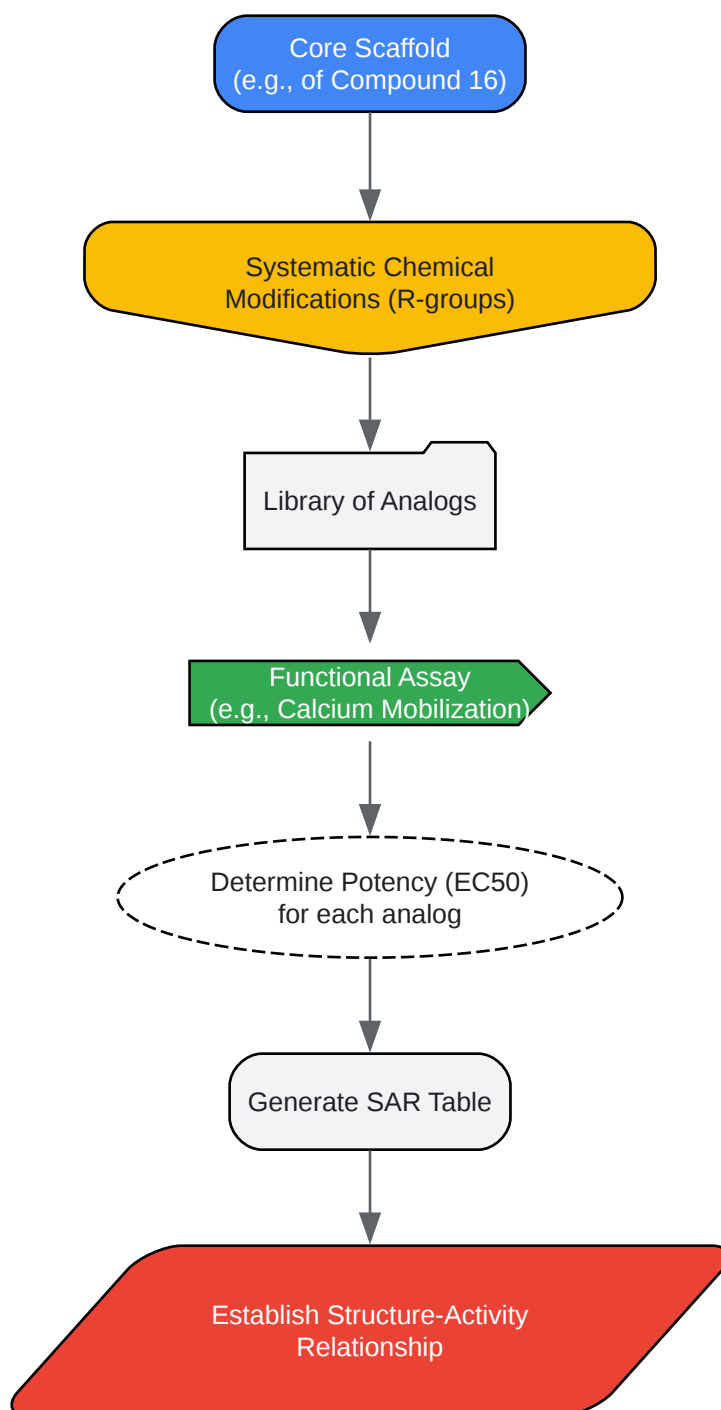 Core Scaffold
(e.g., of Compound 16)
Systematic Chemical
Modifications (R-groups)
Library of Analogs
Functional Assay
(e.g., Calcium Mobilization)
Determine Potency (EC50)
for each analog
Generate SAR Table
Establish Structure-Activity
Relationship